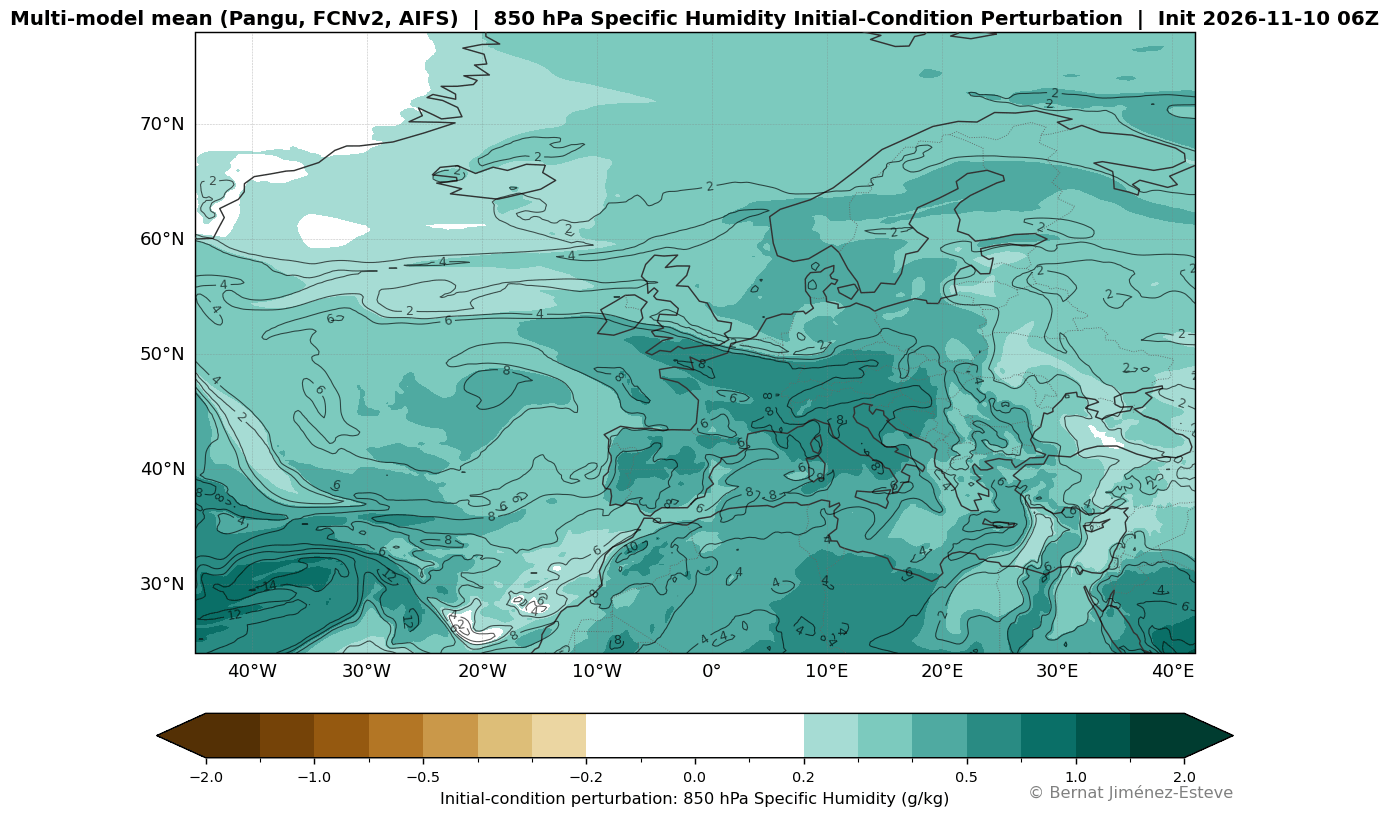 Multi-model mean (Pangu, FCNv2, AIFS)  |  850 hPa Specific Humidity Initial-Condition Perturbation  |  Init 2026-11-10 06Z
70°N
60°N
50°N
40°N
30°N
40°W 30°W 20°W 10°W 0° 10°E 20°E 30°E 40°E
−2.0 −1.0 −0.5 −0.2 0.0 0.2 0.5 1.0 2.0
Initial-condition perturbation: 850 hPa Specific Humidity (g/kg)
© Bernat Jiménez-Esteve